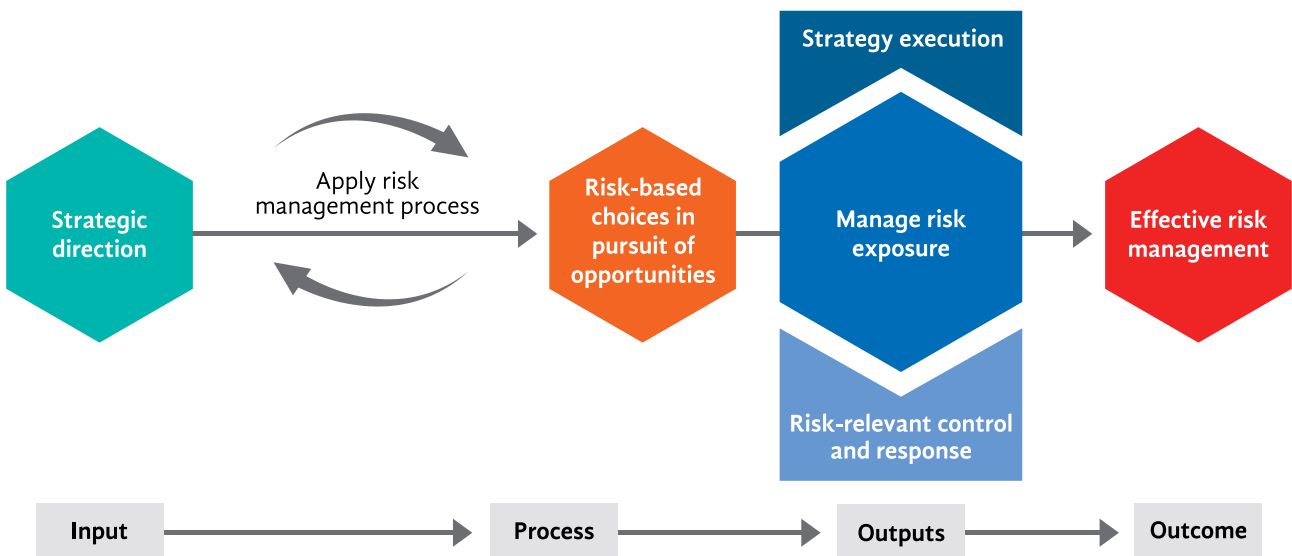 Strategy execution
Strategic
direction
Apply risk
management process
Risk-based
choices in
pursuit of
opportunities
Manage risk
exposure
Effective risk
management
Risk-relevant control
and response
Input
Process
Outputs
Outcome